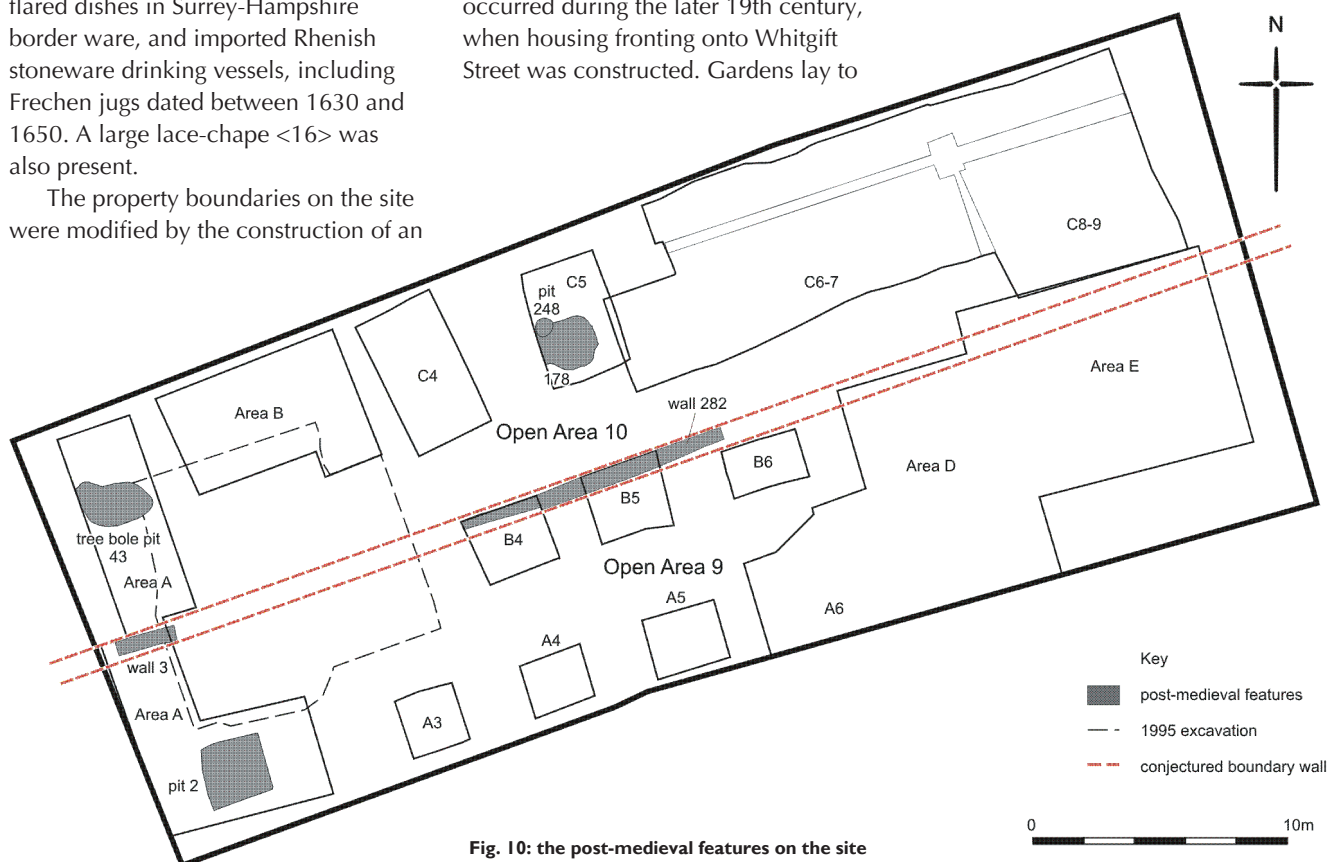 flared dishes in Surrey-Hampshire
border ware, and imported Rhenish
stoneware drinking vessels, including
Frechen jugs dated between 1630 and
1650. A large lace-chape <16> was
also present.
The property boundaries on the site
were modified by the construction of an
occurred during the later 19th century,
when housing fronting onto Whitgift
Street was constructed. Gardens lay to
N
C8-9
C5
pit
248
C6-7
178
C4
Area E
wall 282
Area B
Open Area 10
B6
Area D
B5
tree bole pit
43
B4
Open Area 9
Area A
A5
A6
A4
wall 3
Area A
A3
pit 2
Key
post-medieval features
1995 excavation
conjectured boundary wall
0
10m
Fig. 10: the post-medieval features on the site